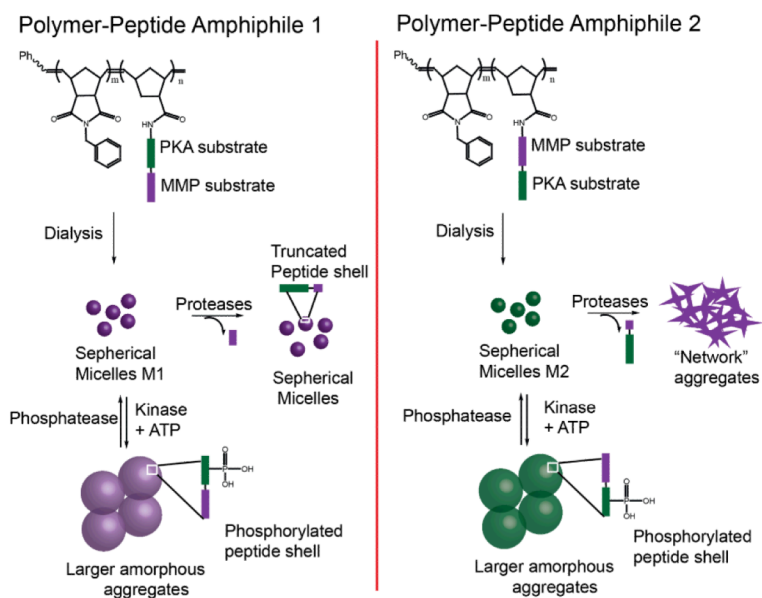 Polymer-Peptide Amphiphile 1
Ph
m
n
O
N
O
HN
O
PKA substrate
MMP substrate
Dialysis
Truncated
Peptide shell
Proteases
Sepherical
Micelles M1
Sepherical
Micelles
Phosphatease
Kinase
+ ATP
O
P
OH
OH
Phosphorylated
peptide shell
Larger amorphous
aggregates
Polymer-Peptide Amphiphile 2
Ph
m
n
O
N
O
HN
O
MMP substrate
PKA substrate
Dialysis
Proteases
Sepherical
Micelles M2
“Network”
aggregates
Phosphatease
Kinase
+ ATP
O
P
OH
OH
Phosphorylated
peptide shell
Larger amorphous
aggregates